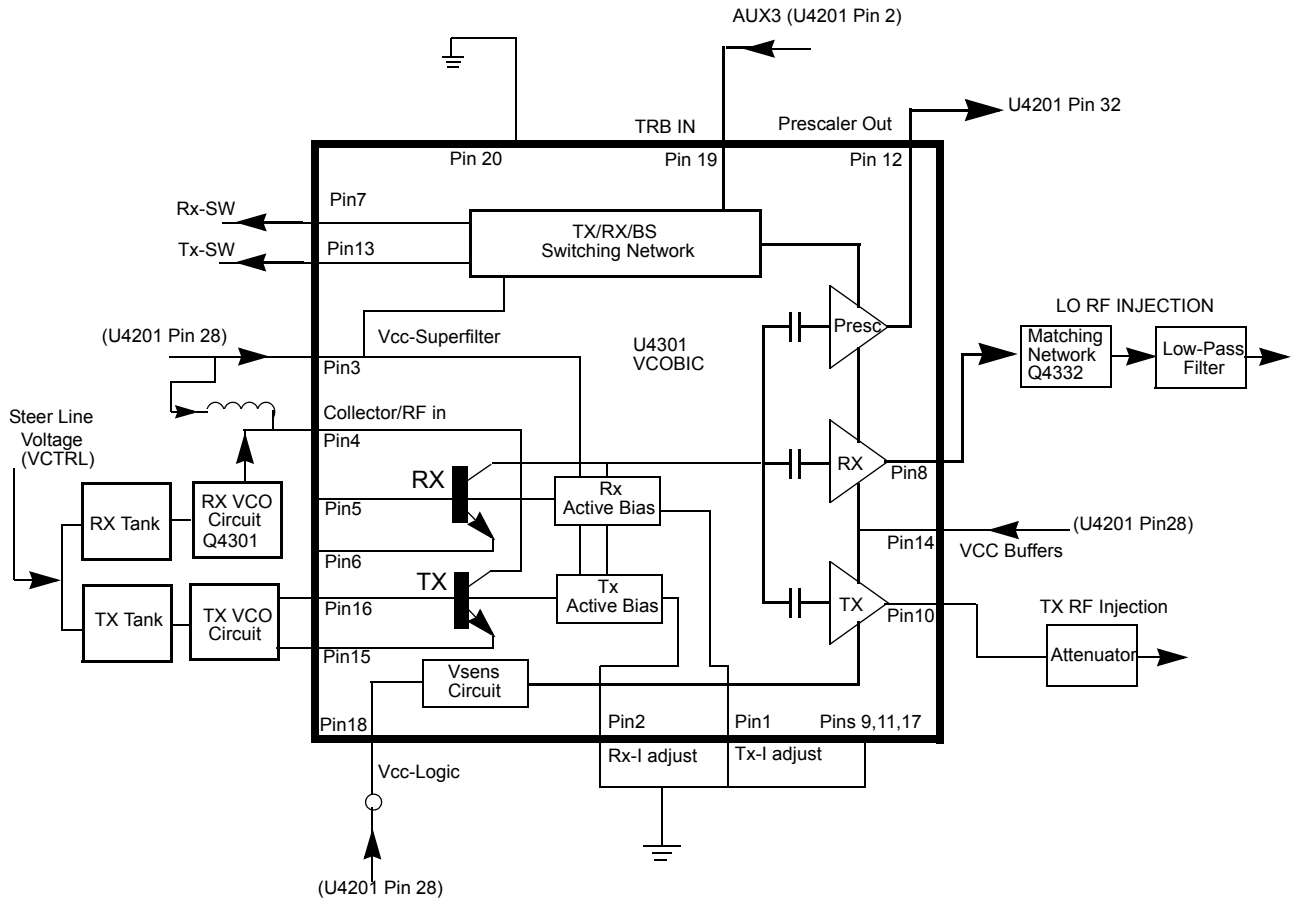 AUX3 (U4201 Pin 2)
U4201 Pin 32
TRB IN
Prescaler Out
Pin 20
Pin 19
Pin 12
Pin7
Rx-SW
TX/RX/BS
Switching Network
Tx-SW
Pin13
LO RF INJECTION
Presc
(U4201 Pin 28)
Vcc-Superfilter
U4301
VCOBIC
Matching
Network
Q4332
Low-Pass
Filter
Pin3
Steer Line
Voltage
(VCTRL)
Collector/RF in
Pin4
RX
Rx
Active Bias
RX
Pin8
RX Tank
RX VCO
Circuit
Q4301
Pin5
Pin14
(U4201 Pin28)
VCC Buffers
Pin6
TX
Tx
Active Bias
TX
Pin10
TX RF Injection
TX Tank
TX VCO
Circuit
Pin16
Pin15
Attenuator
Vsens
Circuit
Pin18
Pin2
Pin1
Pins 9,11,17
Rx-I adjust
Tx-I adjust
Vcc-Logic
(U4201 Pin 28)